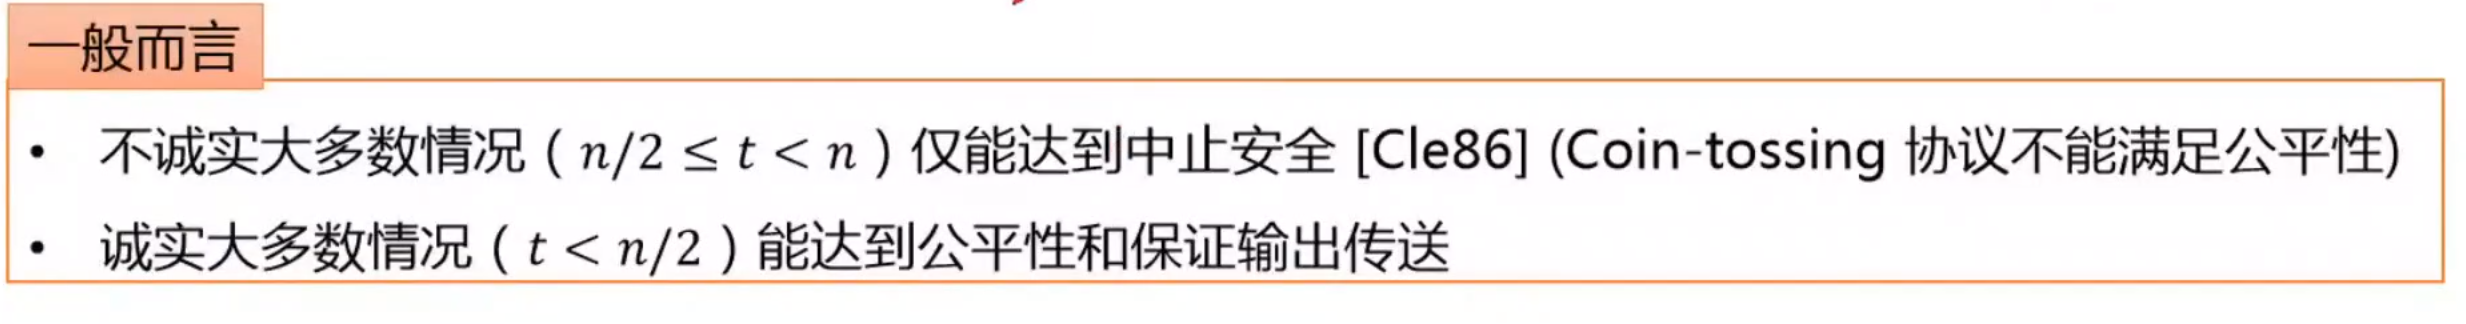 一般而言
• 不诚实大多数情况 ( n/2 ≤ t < n ) 仅能达到中止安全 [Cle86] (Coin-tossing 协议不能满足公平性)
• 诚实大多数情况 ( t < n/2 ) 能达到公平性和保证输出传送